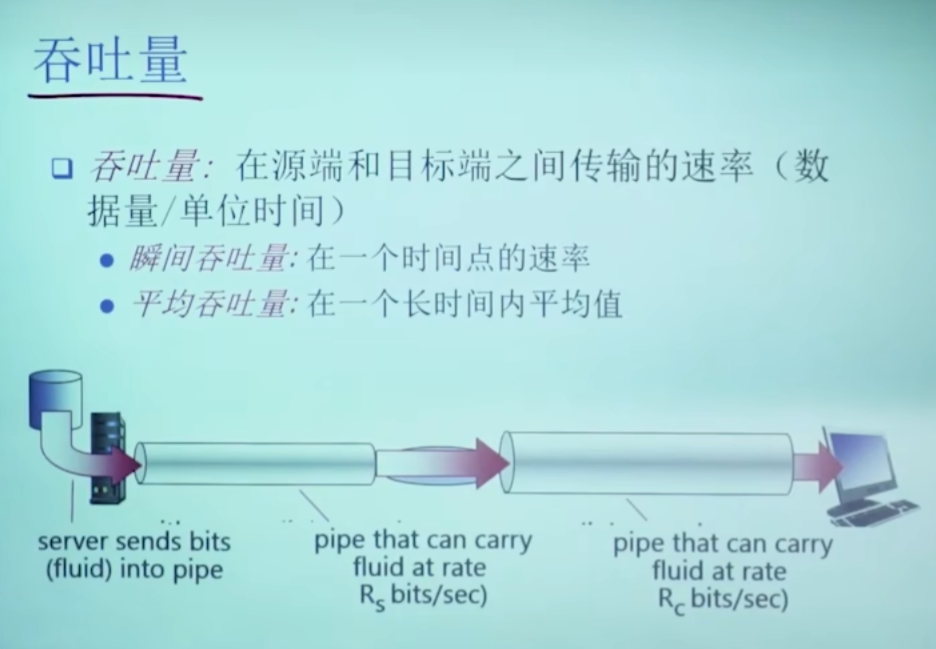 吞吐量
❑ 吞吐量: 在源端和目标端之间传输的速率（数
据量/单位时间）
• 瞬间吞吐量: 在一个时间点的速率
• 平均吞吐量: 在一个长时间内平均值
server sends bits
(fluid) into pipe
pipe that can carry
fluid at rate
Rs bits/sec)
pipe that can carry
fluid at rate
Rc bits/sec)